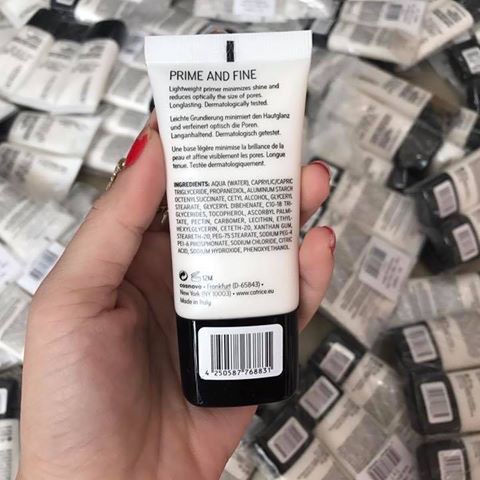 PRIME AND FINE
Lightweight primer minimizes shine and
reduces optically the size of pores.
Longlasting. Dermatologically tested.
Leichte Grundierung minimiert den Hautglanz
und verfeinert optisch die Poren.
Langanhaltend. Dermatologisch getestet.
Une base légère minimise la brillance de la
peau et affine visiblement les pores. Longue
tenue. Testée dermatologiquement.
INGREDIENTS: AQUA (WATER), CAPRYLIC/CAPRIC
TRIGLYCERIDE, PROPANEDIOL, ALUMINUM STARCH
OCTENYLSUCCINATE, CETYL ALCOHOL, GLYCERYL
STEARATE, GLYCERYL DIBEHENATE, C10-18 TRI-
GLYCERIDES, TOCOPHEROL, ASCORBYL PALMI-
TATE, PECTIN, CARBOMER, LECITHIN, ETHYL-
HEXYLGLYCERIN, CETETH-20, XANTHAN GUM,
STEARETH-20, PEG-75 STEARATE, SODIUM PEG-4
PEI-6 PHOSPHONATE, SODIUM CHLORIDE, CITRIC
ACID, SODIUM HYDROXIDE, PHENOXYETHANOL.
12M
cosnova • Frankfurt (D-65843) •
New York (NY 10003) • www.catrice.eu
Made in Italy
4 250587 768831